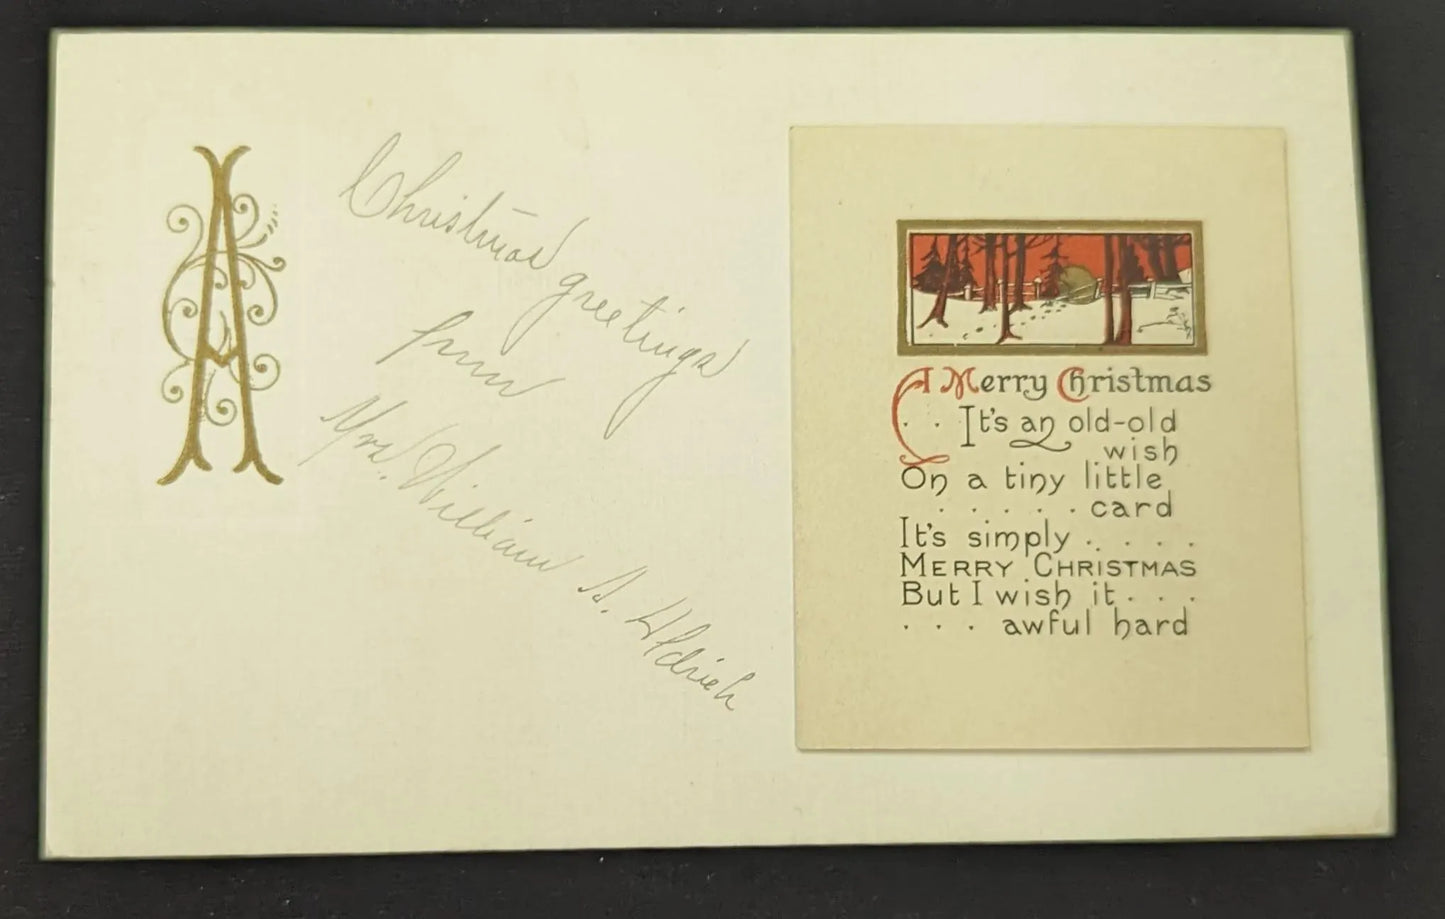 A
Christmas greetings
from
Mrs. William A. Aldrich
A Merry Christmas
. . It's an old-old
wish
On a tiny little
. . . . . card
It's simply . . . .
MERRY CHRISTMAS
But I wish it . . .
. . . awful hard